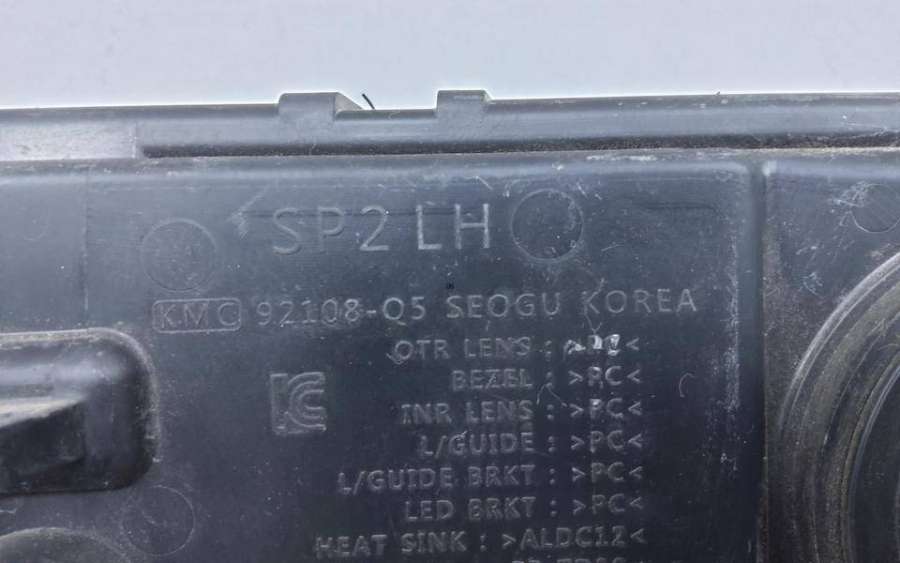 SP2 LH
KMC 92108-Q5 SEOGU KOREA
OTR LENS : >PC<
BEZEL : >PC<
INR LENS : >PC<
L/GUIDE : >PC<
L/GUIDE BRKT : >PC<
LED BRKT : >PC<
HEAT SINK : >ALDC12<